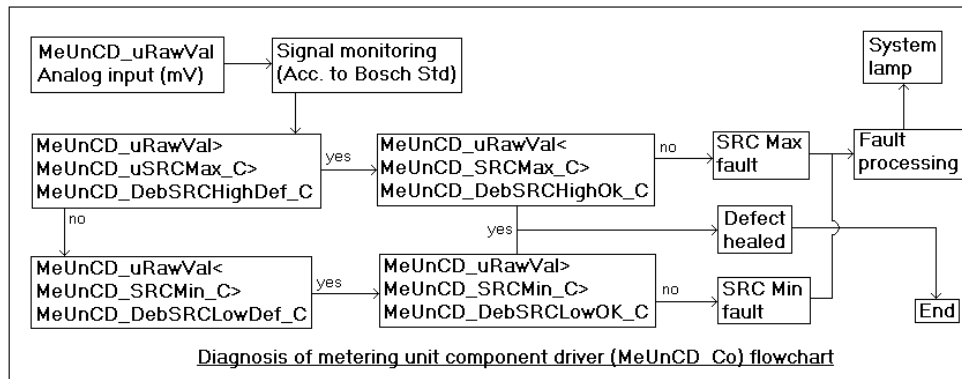 MeUnCD_uRawVal
Analog input (mV)
Signal monitoring
(Acc. to Bosch Std)
System
lamp
MeUnCD_uRawVal>
MeUnCD_uSRCMax_C>
MeUnCD_DebSRCHighDef_C
yes
MeUnCD_uRawVal<
MeUnCD_SRCMax_C>
MeUnCD_DebSRCHighOk_C
no
SRC Max
fault
Fault
processing
no
yes
Defect
healed
MeUnCD_uRawVal<
MeUnCD_SRCMin_C>
MeUnCD_DebSRCLowDef_C
yes
MeUnCD_uRawVal>
MeUnCD_SRCMin_C>
MeUnCD_DebSRCLowOK_C
no
SRC Min
fault
End
Diagnosis of metering unit component driver (MeUnCD_Co) flowchart